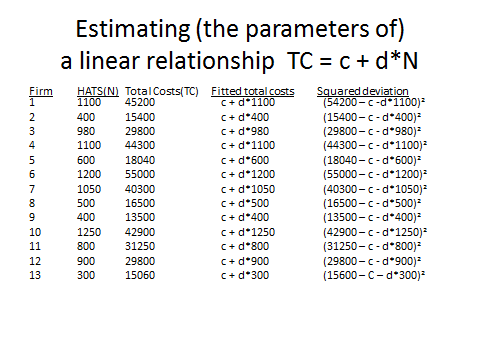 Estimating (the parameters of)
a linear relationship TC = c + d*N
Firm HATS(N) Total Costs(TC) Fitted total costs Squared deviation
1 1100 45200 c + d*1100 (54200 – c -d*1100)²
2 400 15400 c + d*400 (15400 – c - d*400)²
3 980 29800 c + d*980 (29800 – c - d*980)²
4 1100 44300 c + d*1100 (44300 – c - d*1100)²
5 600 18040 c + d*600 (18040 – c - d*600)²
6 1200 55000 c + d*1200 (55000 – c - d*1200)²
7 1050 40300 c + d*1050 (40300 – c - d*1050)²
8 500 16500 c + d*500 (16500 – c - d*500)²
9 400 13500 c + d*400 (13500 – c - d*400)²
10 1250 42900 c + d*1250 (42900 – c - d*1250)²
11 800 31250 c + d*800 (31250 – c - d*800)²
12 900 29800 c + d*900 (29800 – c - d*900)²
13 300 15060 c + d*300 (15600 – C – d*300)²